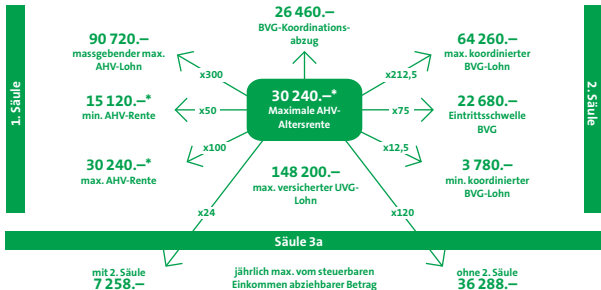 26 460.–
BVG-Koordinations-
abzug
90 720.–
massgebender max.
AHV-Lohn
64 260.–
max. koordinierter
BVG-Lohn
x300
x212,5
1. Säule
15 120.–*
min. AHV-Rente
x50
30 240.–*
Maximale AHV-
Altersrente
x75
22 680.–
Eintrittsschwelle
BVG
2. Säule
x100
x12,5
30 240.–*
max. AHV-Rente
148 200.–
max. versicherter UVG-
Lohn
3 780.–
min. koordinierter
BVG-Lohn
x24
x120
Säule 3a
mit 2. Säule
7 258.–
jährlich max. vom steuerbaren
Einkommen abziehbarer Betrag
ohne 2. Säule
36 288.–